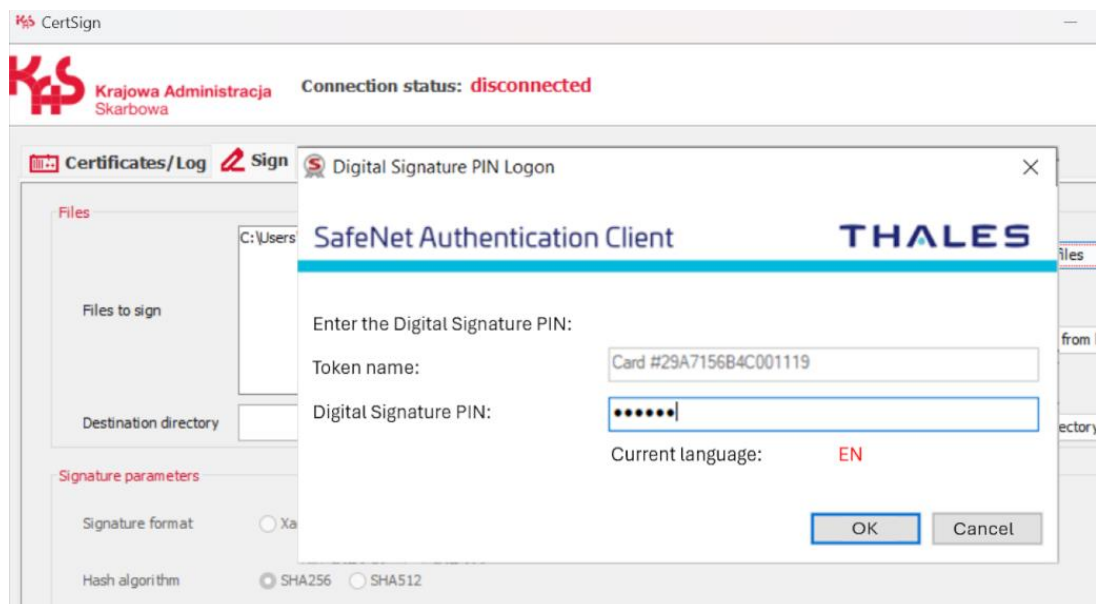 CertSign
KAS
Krajowa Administracja
Skarbowa
Connection status: disconnected
Certificates/Log
Sign
Digital Signature PIN Logon
SafeNet Authentication Client
THALES
Files
C:\Users
files
Files to sign
from
Enter the Digital Signature PIN:
Token name:
Card #29A7156B4C001119
Digital Signature PIN:
••••••
Destination directory
ectory
Current language: EN
Signature parameters
Signature format
Xa
OK
Cancel
Hash algorithm
SHA256
SHA512